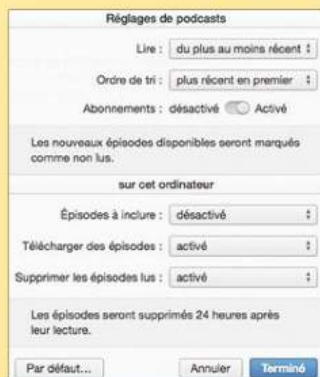 Réglages de podcasts
Lire : du plus au moins récent
Ordre de tri : plus récent en premier
Abonnements : désactivé Activé
Les nouveaux épisodes disponibles seront marqués
comme non lus.
sur cet ordinateur
Épisodes à inclure : désactivé
Télécharger des épisodes : activé
Supprimer les épisodes lus : activé
Les épisodes seront supprimés 24 heures après
leur lecture.
Par défaut... Annuler Terminé